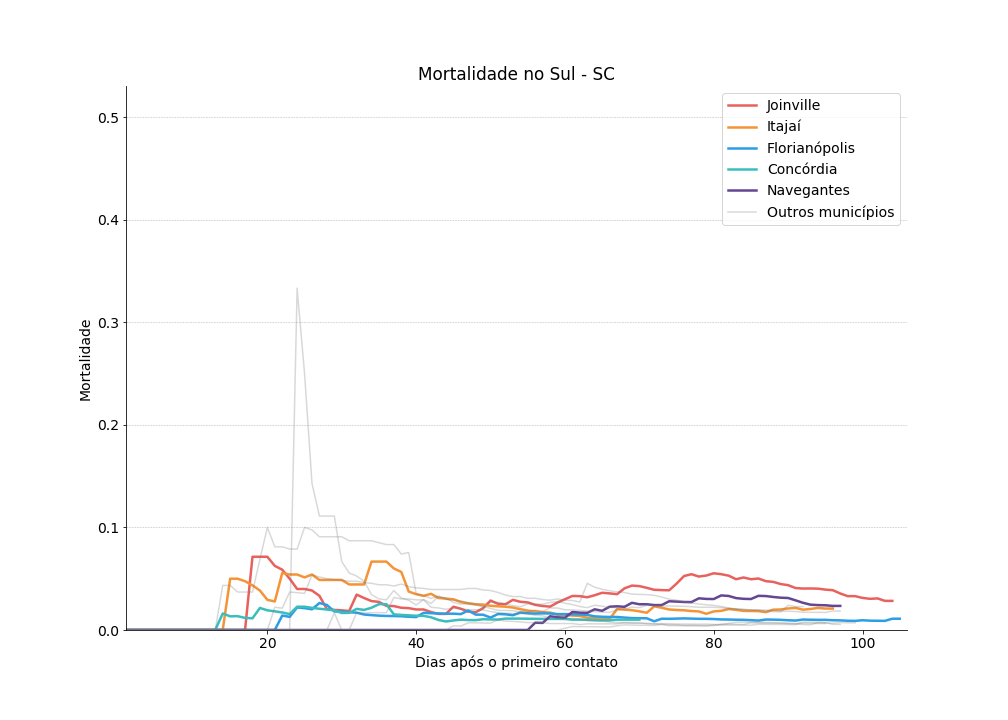 Mortalidade no Sul - SC
Joinville
Itajaí
Florianópolis
Concórdia
Navegantes
Outros municípios
Mortalidade
0.5
0.4
0.3
0.2
0.1
0.0
20
40
60
80
100
Dias após o primeiro contato